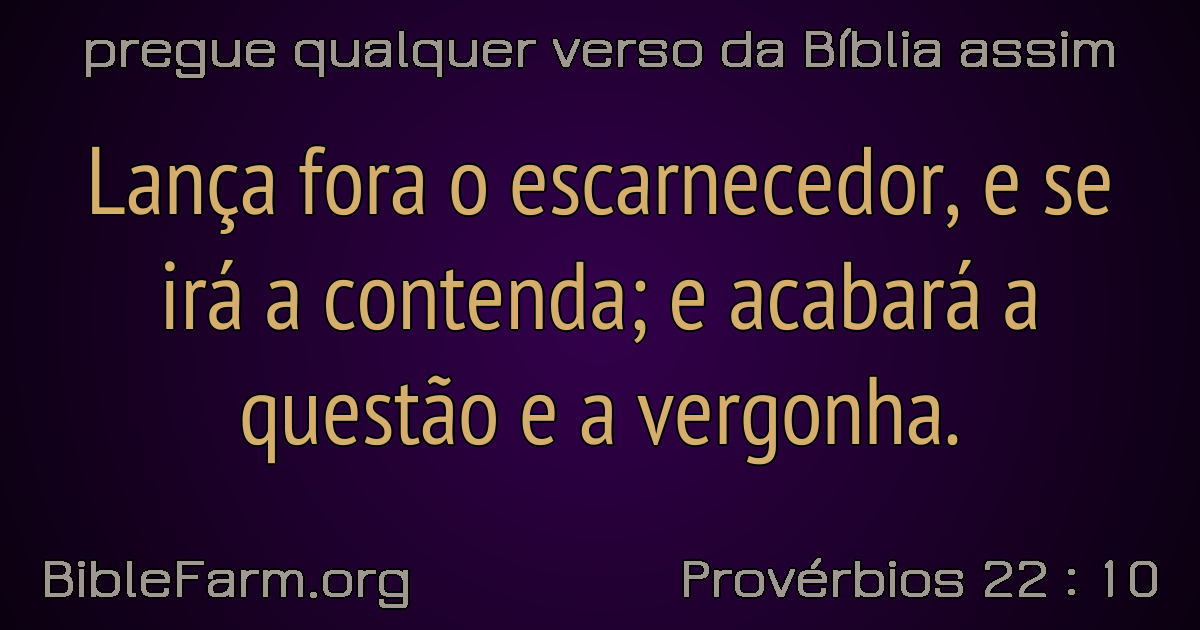 pregue qualquer verso da Bíblia assim
Lança fora o escarnecedor, e se
irá a contenda; e acabará a
questão e a vergonha.
BibleFarm.org
Provérbios 22 : 10